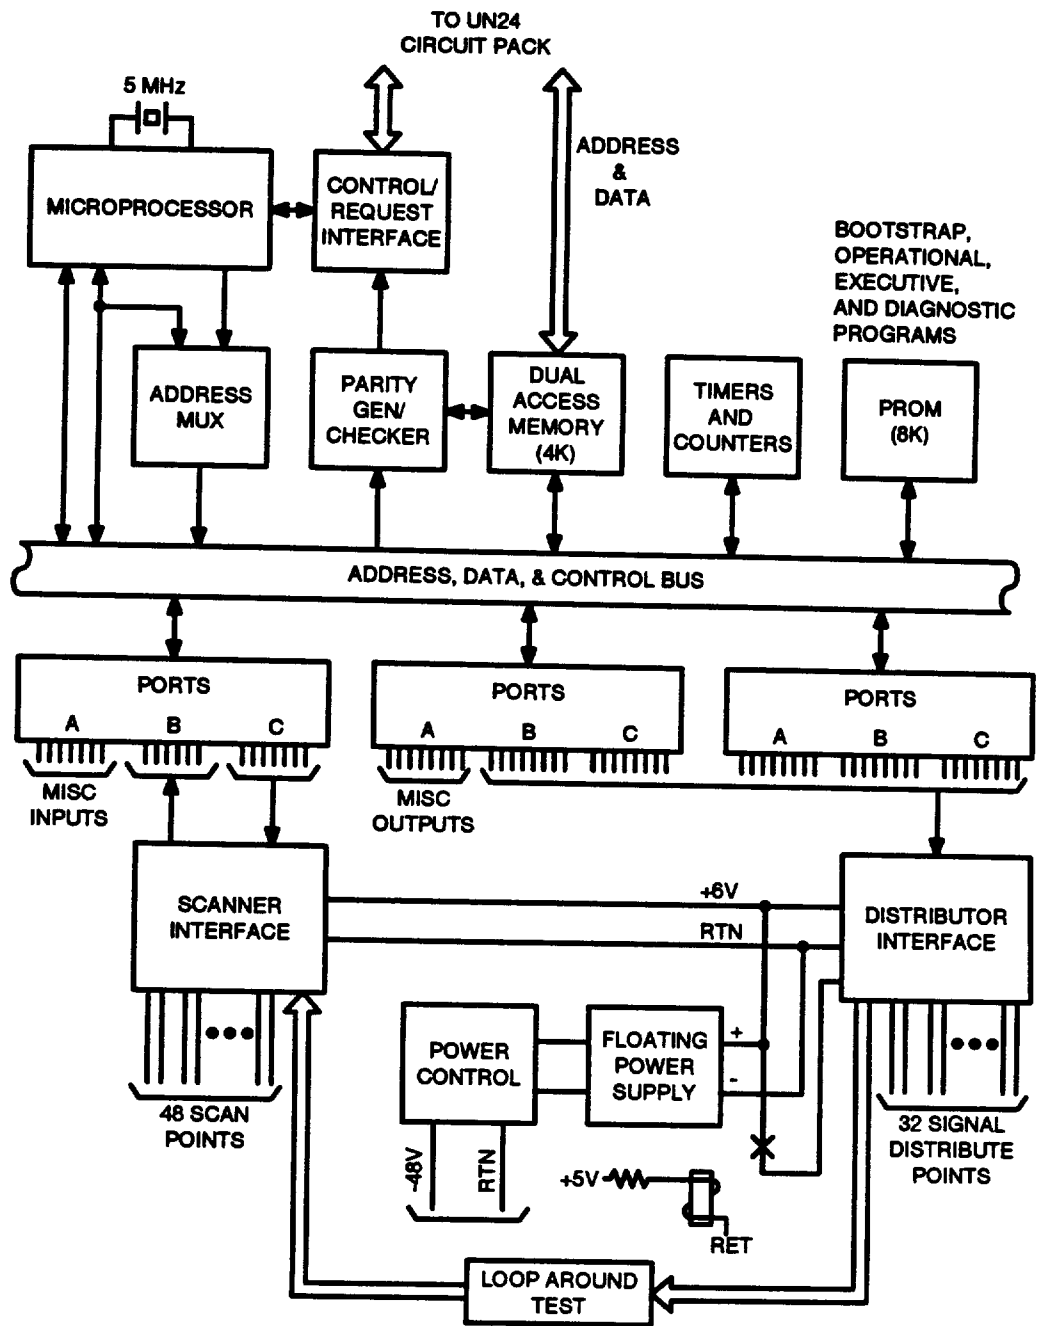 TO UN24
CIRCUIT PACK
5 MHz
ADDRESS
&
DATA
MICROPROCESSOR
CONTROL/
REQUEST
INTERFACE
BOOTSTRAP,
OPERATIONAL,
EXECUTIVE,
AND DIAGNOSTIC
PROGRAMS
ADDRESS
MUX
PARITY
GEN/
CHECKER
DUAL
ACCESS
MEMORY
(4K)
TIMERS
AND
COUNTERS
PROM
(8K)
ADDRESS, DATA, & CONTROL BUS
PORTS
A B C
PORTS
A B C
PORTS
A B C
MISC
INPUTS
MISC
OUTPUTS
SCANNER
INTERFACE
+6V
RTN
DISTRIBUTOR
INTERFACE
POWER
CONTROL
FLOATING
POWER
SUPPLY
+
-
48 SCAN
POINTS
32 SIGNAL
DISTRIBUTE
POINTS
-48V
RTN
+5V
RET
LOOP AROUND
TEST